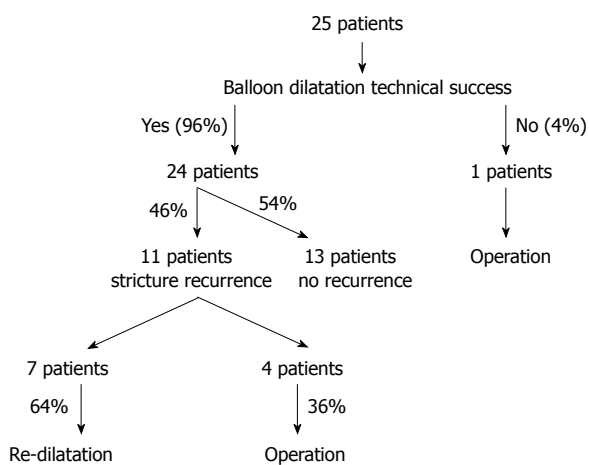 25 patients
Balloon dilatation technical success
Yes (96%)
No (4%)
24 patients
1 patients
46%
54%
11 patients
stricture recurrence
13 patients
no recurrence
Operation
7 patients
4 patients
64%
36%
Re-dilatation
Operation